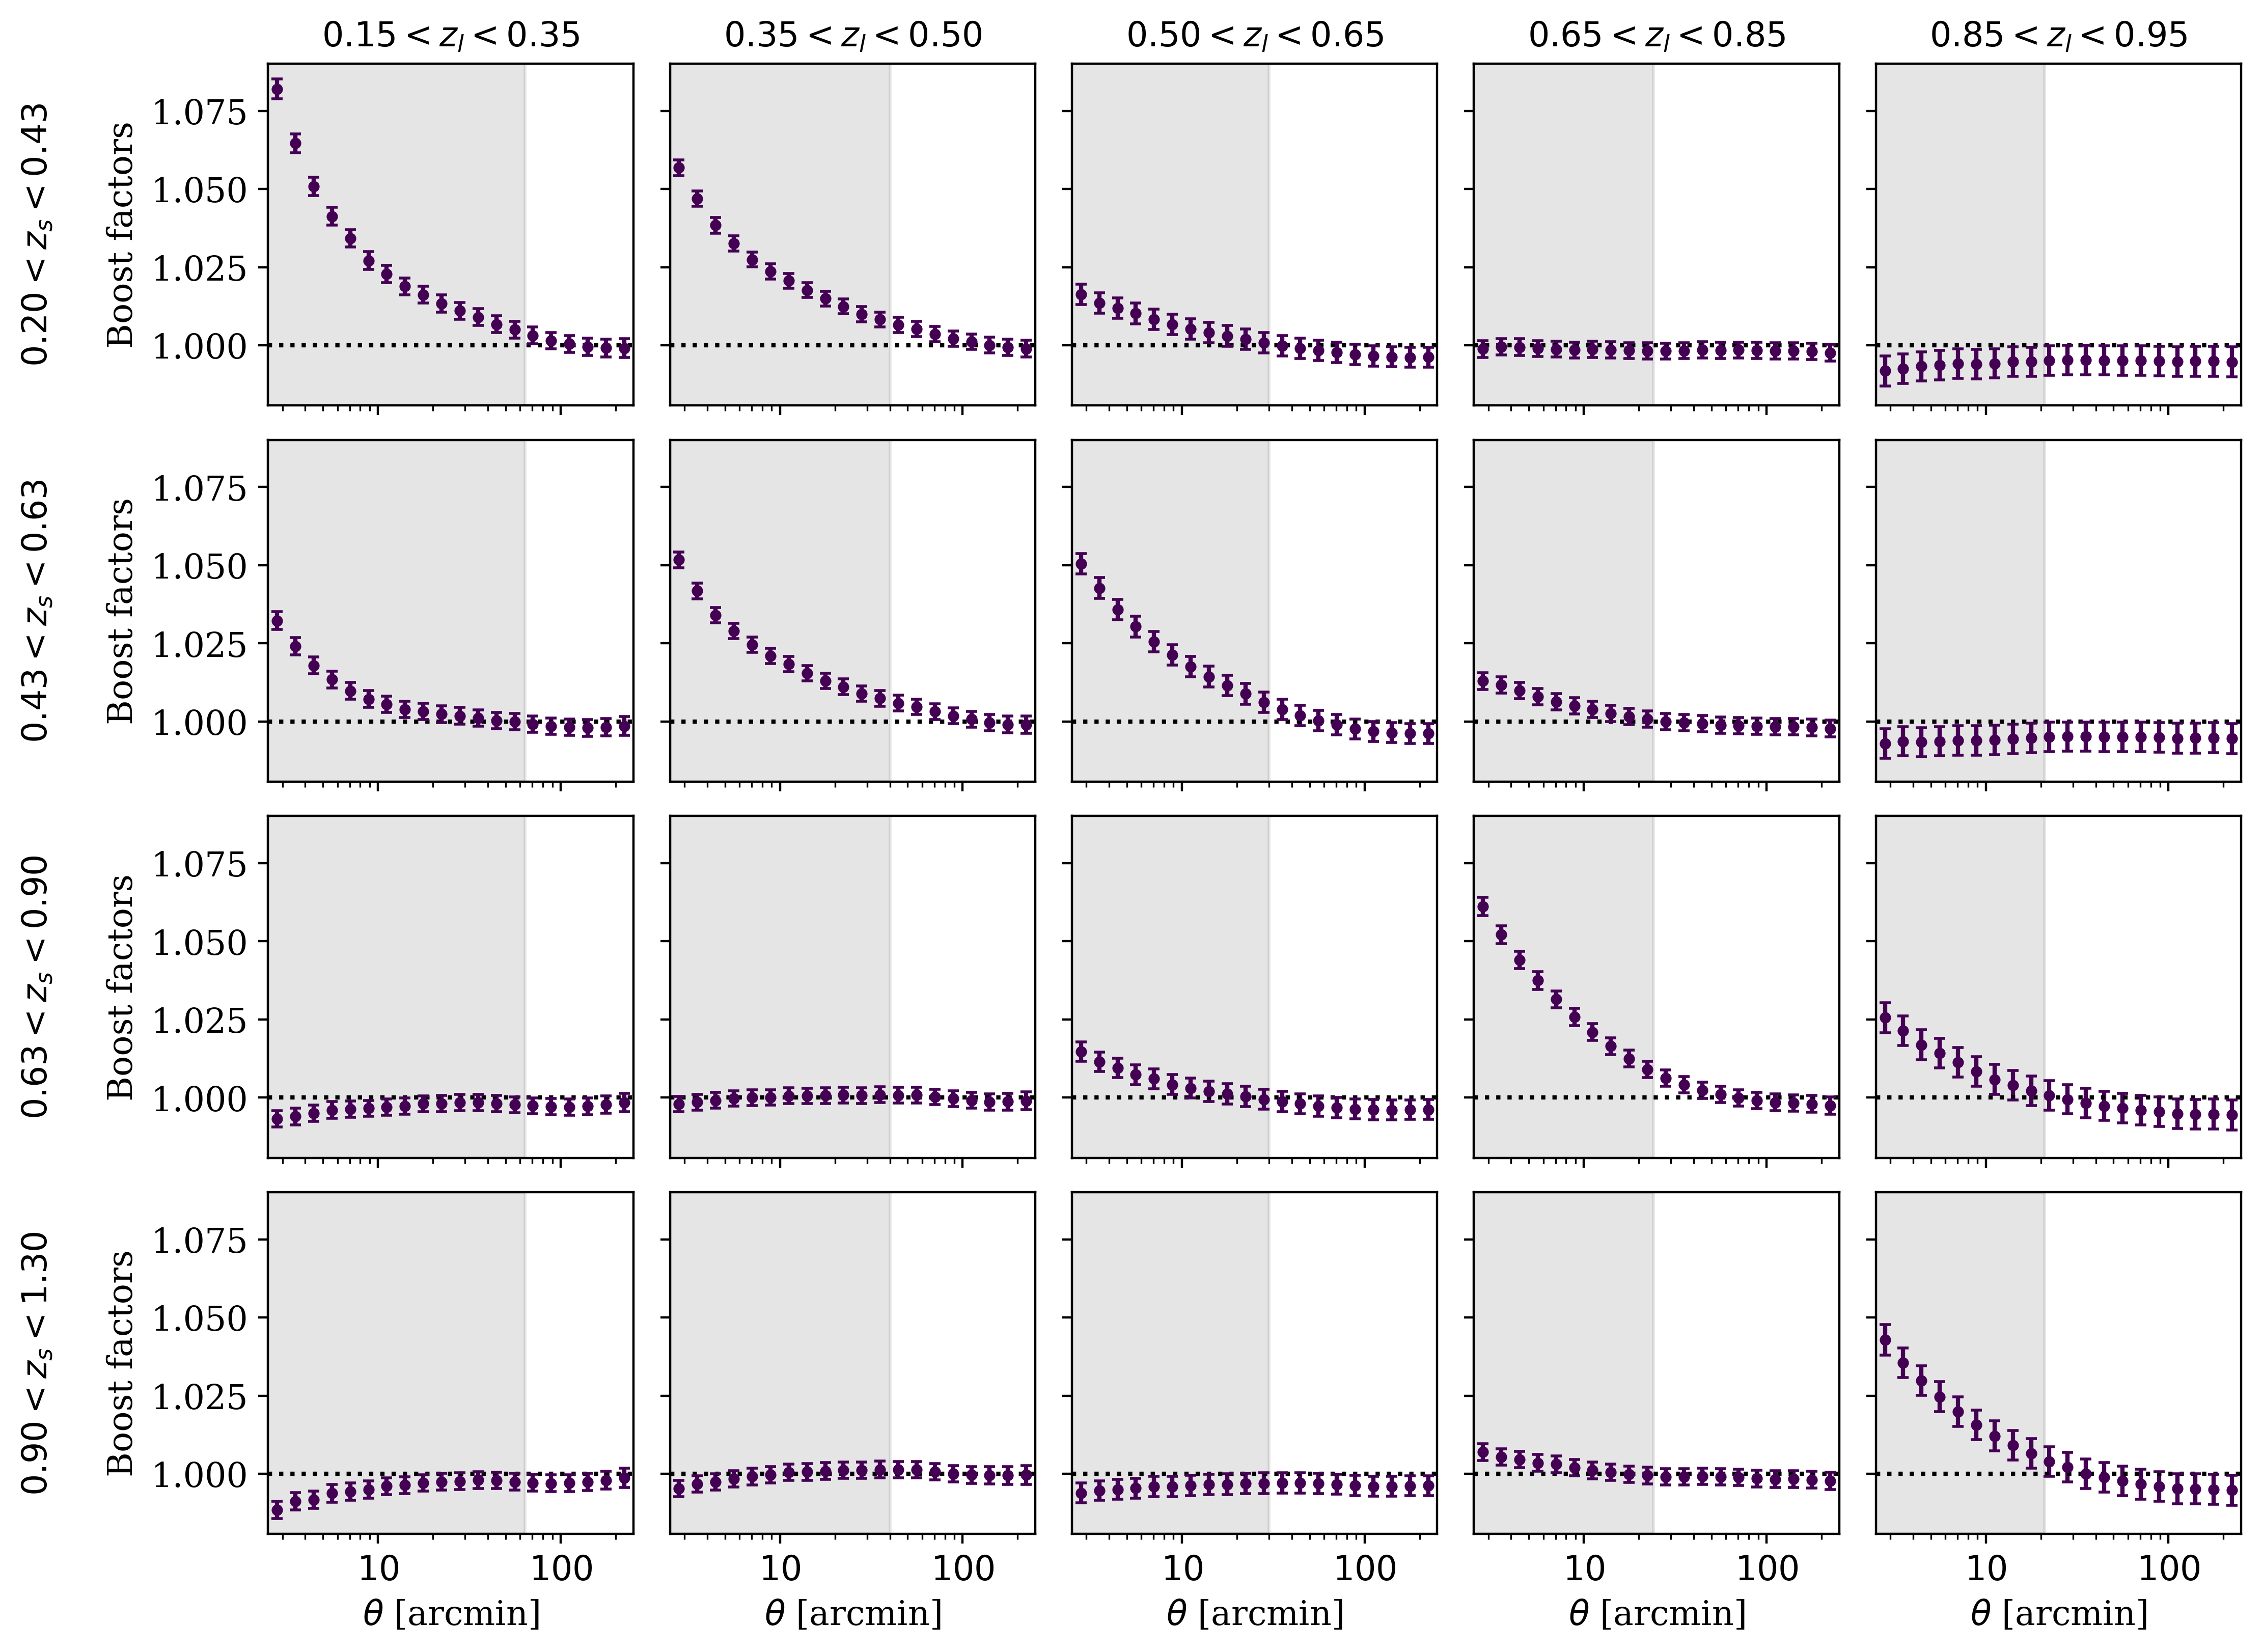 0.15 < z_l < 0.35 0.35 < z_l < 0.50 0.50 < z_l < 0.65 0.65 < z_l < 0.85 0.85 < z_l < 0.95
0.20 < z_s < 0.43
Boost factors
1.075
1.050
1.025
1.000
0.43 < z_s < 0.63
Boost factors
1.075
1.050
1.025
1.000
0.63 < z_s < 0.90
Boost factors
1.075
1.050
1.025
1.000
0.90 < z_s < 1.30
Boost factors
1.075
1.050
1.025
1.000
10 100 10 100 10 100 10 100 10 100
θ [arcmin] θ [arcmin] θ [arcmin] θ [arcmin] θ [arcmin]